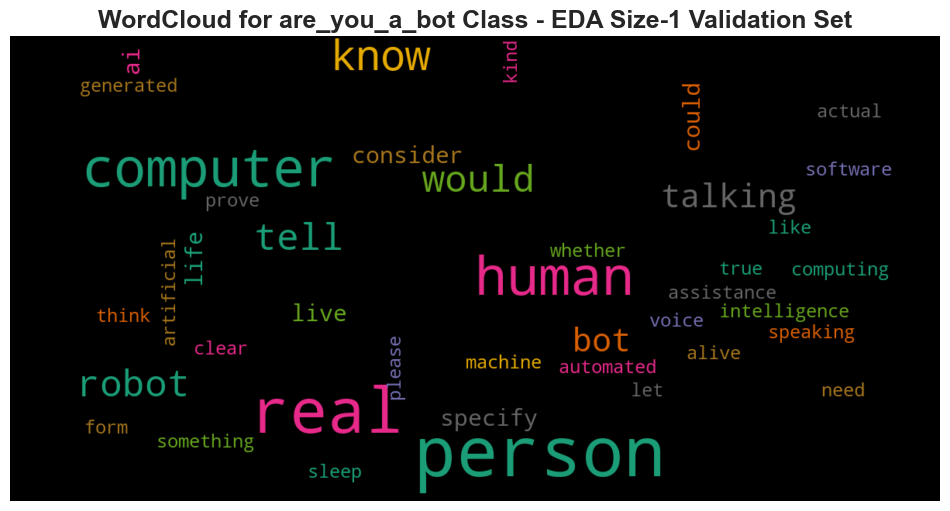 WordCloud for are_you_a_bot Class - EDA Size-1 Validation Set
know
kind
ai
generated
could
actual
computer
consider
would
software
talking
prove
like
tell
life
whether
human
true
computing
artificial
assistance
intelligence
think
live
voice
speaking
bot
clear
please
machine
automated
alive
robot
let
need
real
specify
form
something
person
sleep